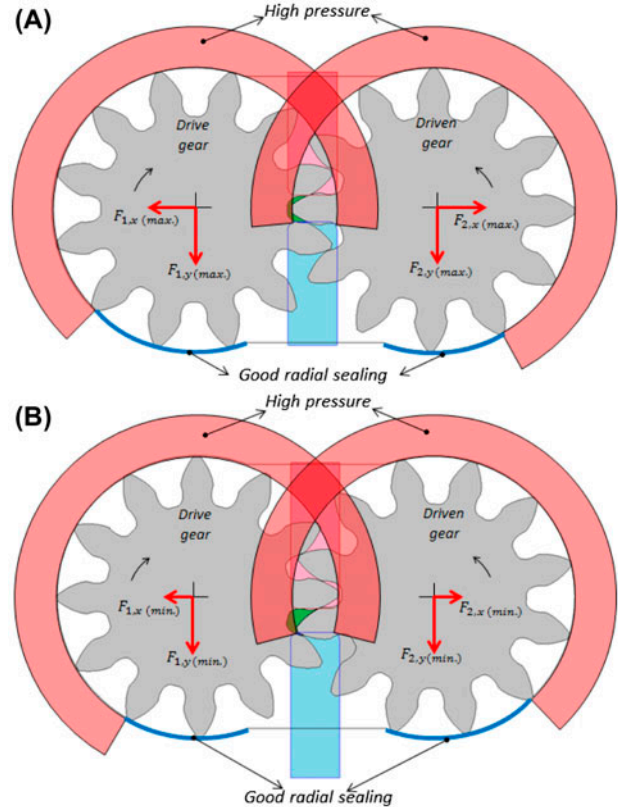 (A)
High pressure
Drive
gear
Driven
gear
F1,x (max.)
F2,x (max.)
F1,y(max.)
F2,y(max.)
Good radial sealing
(B)
High pressure
Drive
gear
Driven
gear
F1,x (min.)
F2,x (min.)
F1,y(min.)
F2,y(min.)
Good radial sealing